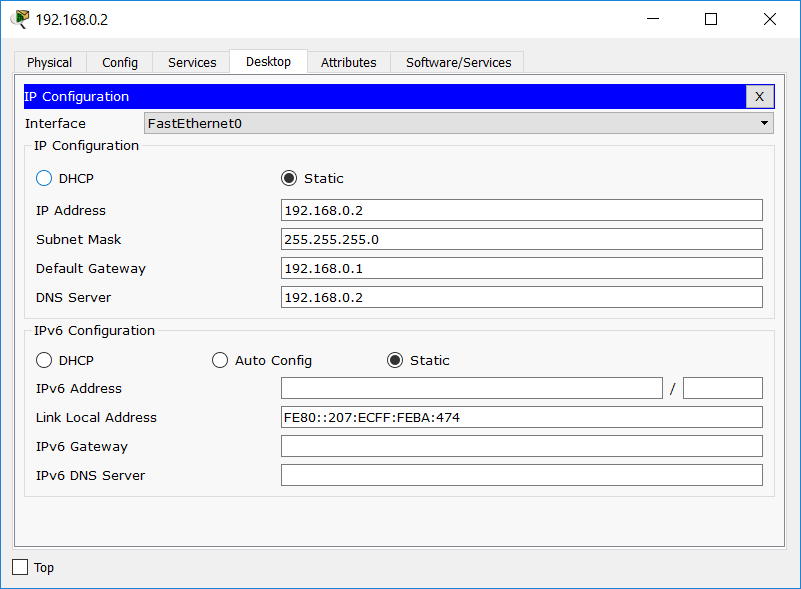 192.168.0.2
Physical Config Services Desktop Attributes Software/Services
IP Configuration X
Interface FastEthernet0
IP Configuration
DHCP Static
IP Address 192.168.0.2
Subnet Mask 255.255.255.0
Default Gateway 192.168.0.1
DNS Server 192.168.0.2
IPv6 Configuration
DHCP Auto Config Static
IPv6 Address /
Link Local Address FE80::207:ECFF:FEBA:474
IPv6 Gateway
IPv6 DNS Server
Top